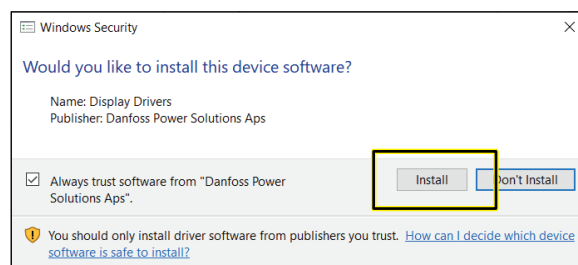 Windows Security
Would you like to install this device software?
Name: Display Drivers
Publisher: Danfoss Power Solutions Aps
Always trust software from "Danfoss Power
Solutions Aps".
Install
Don't Install
You should only install driver software from publishers you trust. How can I decide which device
software is safe to install?